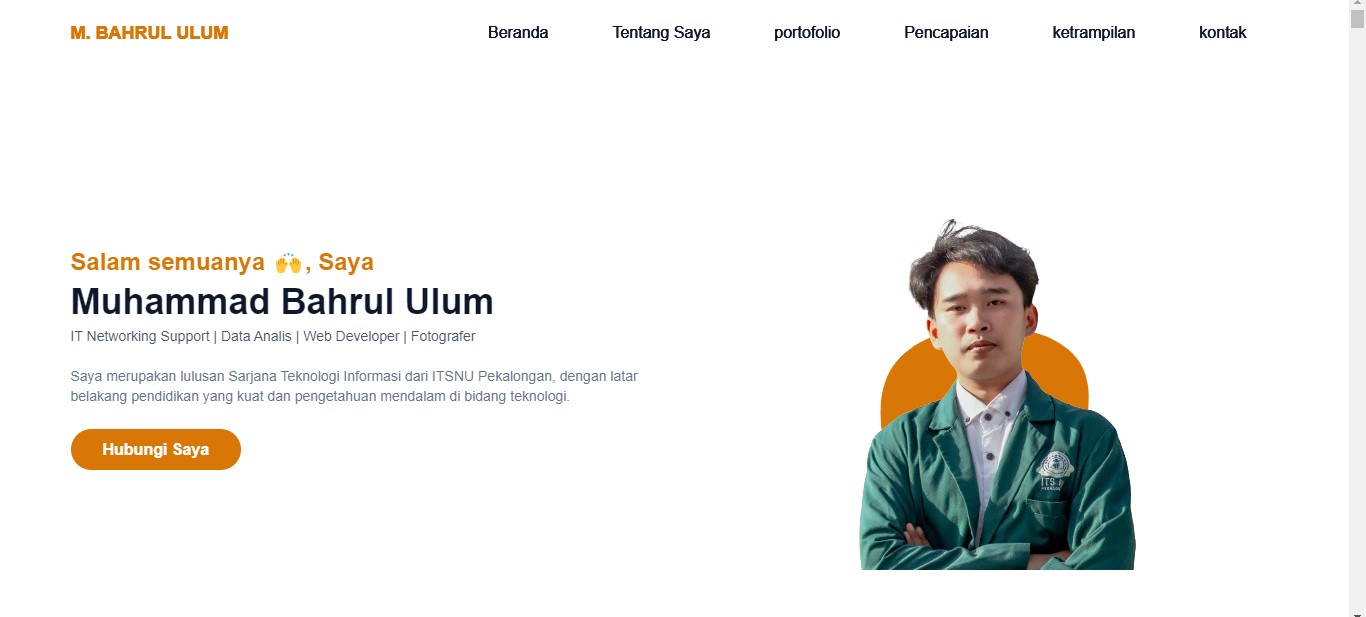 M. BAHRUL ULUM
Beranda Tentang Saya portofolio Pencapaian ketrampilan kontak
Salam semuanya 🙌, Saya
Muhammad Bahrul Ulum
IT Networking Support | Data Analis | Web Developer | Fotografer
Saya merupakan lulusan Sarjana Teknologi Informasi dari ITSNU Pekalongan, dengan latar
belakang pendidikan yang kuat dan pengetahuan mendalam di bidang teknologi.
Hubungi Saya